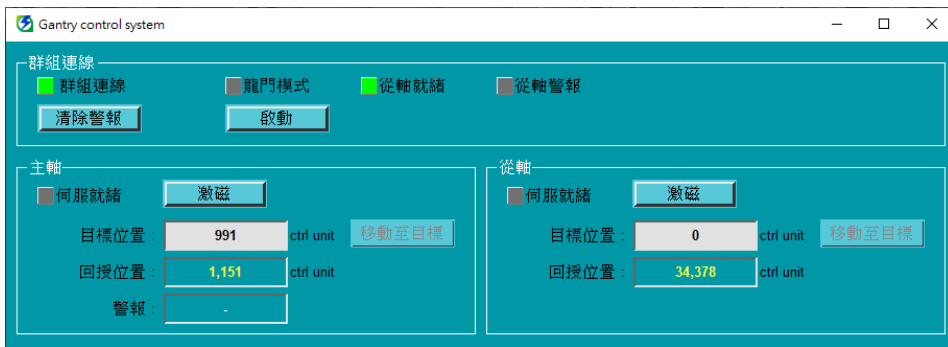 Gantry control system
群組連線
群組連線 龍門模式 從軸就緒 從軸警報
清除警報 啟動
主軸
伺服就緒 激磁
目標位置 : 991 ctrl unit 移動至目標
回授位置 : 1,151 ctrl unit
警報 : -
從軸
伺服就緒 激磁
目標位置 : 0 ctrl unit 移動至目標
回授位置 : 34,378 ctrl unit